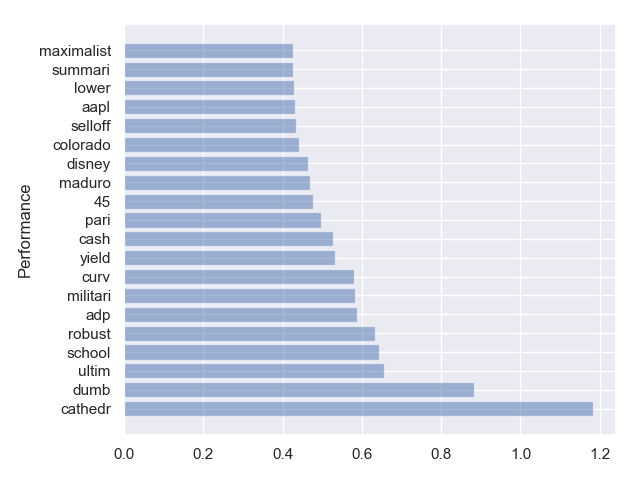 maximalist
summari
lower
aapl
selloff
colorado
disney
maduro
45
pari
cash
yield
curv
militari
adp
robust
school
ultim
dumb
cathedr
Performance
0.0 0.2 0.4 0.6 0.8 1.0 1.2